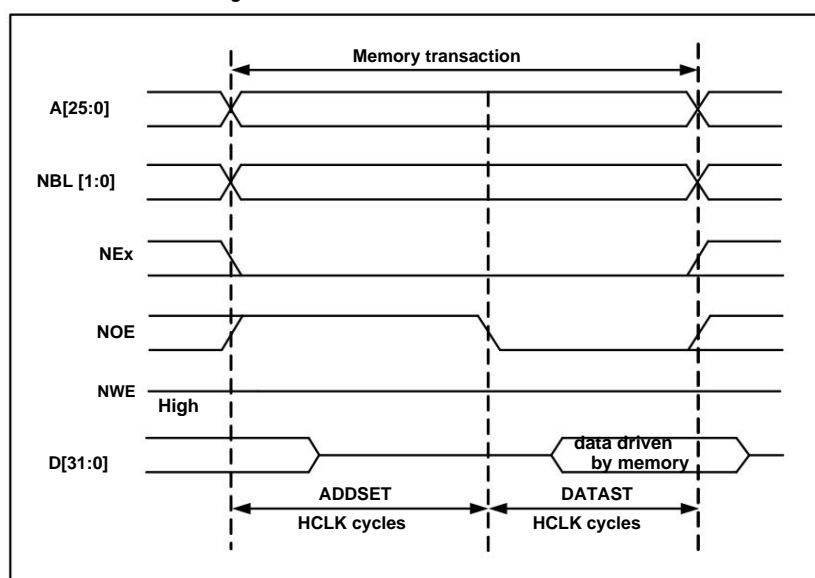 Memory transaction
A[25:0]
NBL [1:0]
NEx
NOE
NWE
High
data driven
by memory
D[31:0]
ADDSET
DATAST
HCLK cycles
HCLK cycles